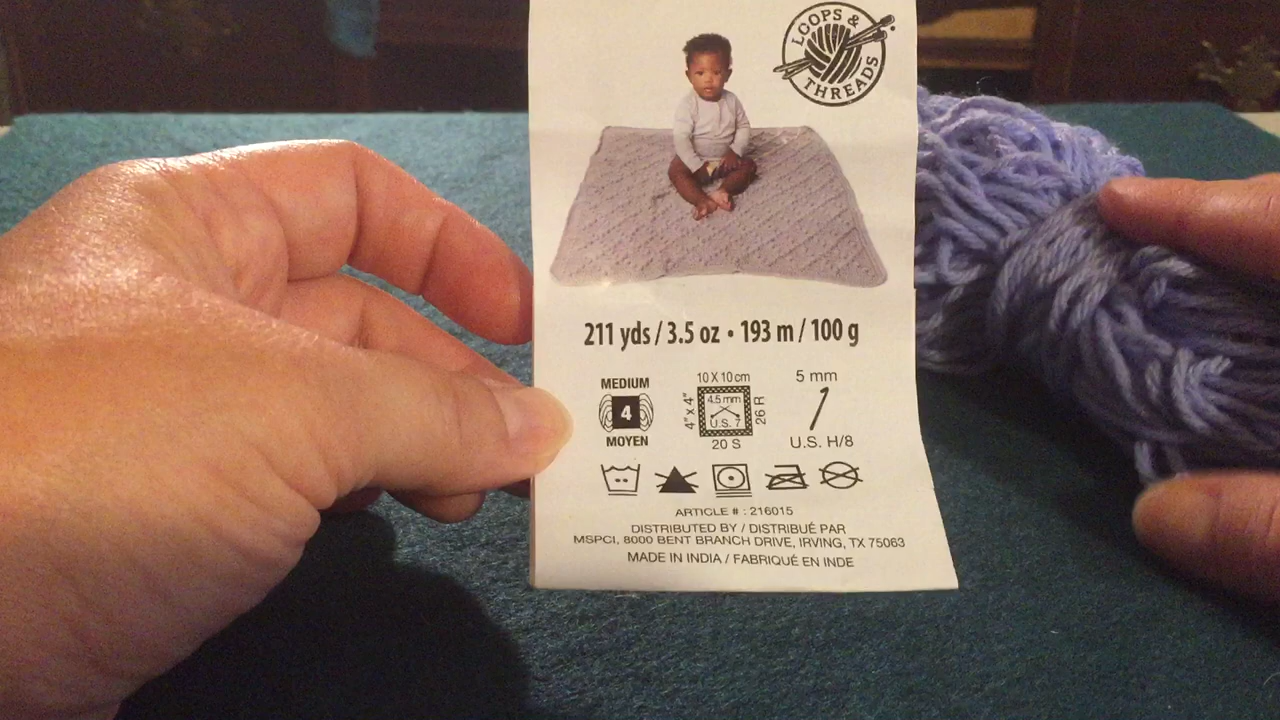 LOOPS &
THREADS
211 yds / 3.5 oz • 193 m / 100 g
MEDIUM
4
MOYEN
10 X 10 cm
4" x 4"
4.5 mm
U.S. 7
26 R
20 S
5 mm
U.S. H/8
ARTICLE # : 216015
DISTRIBUTED BY / DISTRIBUÉ PAR
MSPCI, 8000 BENT BRANCH DRIVE, IRVING, TX 75063
MADE IN INDIA / FABRIQUÉ EN INDE